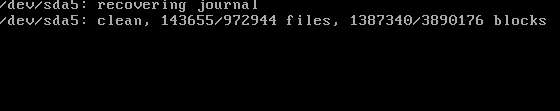 /dev/sda5: recovering journal
/dev/sda5: clean, 143655/972944 files, 1387340/3890176 blocks